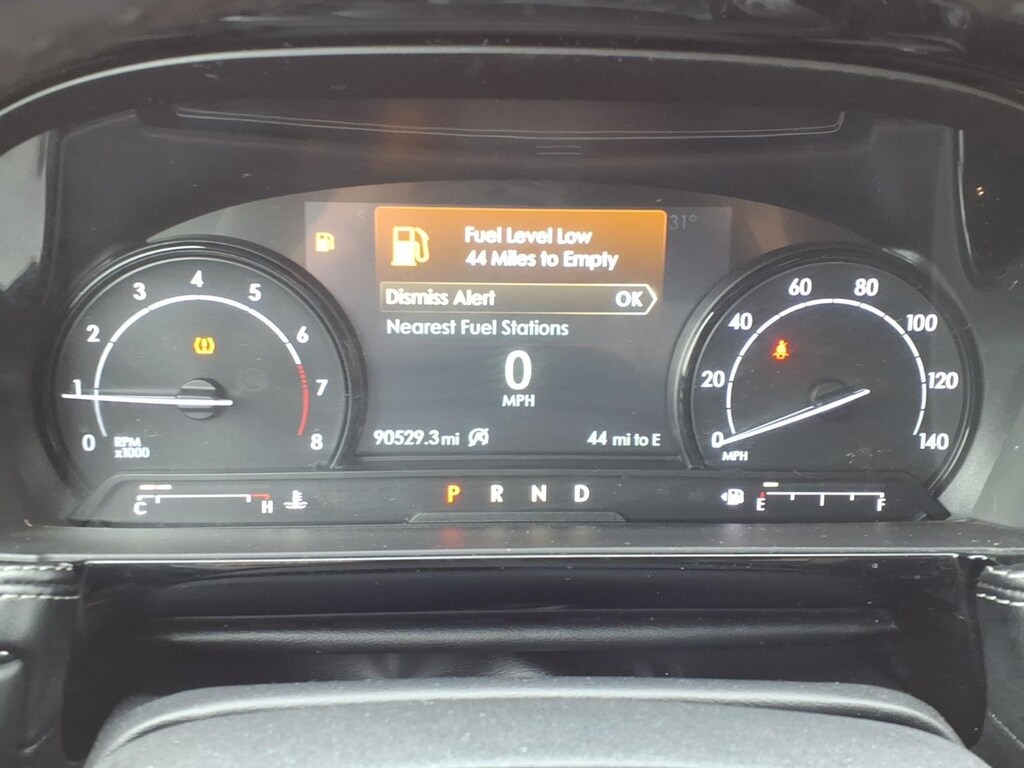 31°
Fuel Level Low
44 Miles to Empty
Dismiss Alert OK
Nearest Fuel Stations
0
MPH
90529.3 mi 44 mi to E
0 1 2 3 4 5 6 7 8
RPM
x1000
0 20 40 60 80 100 120 140
MPH
C H
P R N D
E F